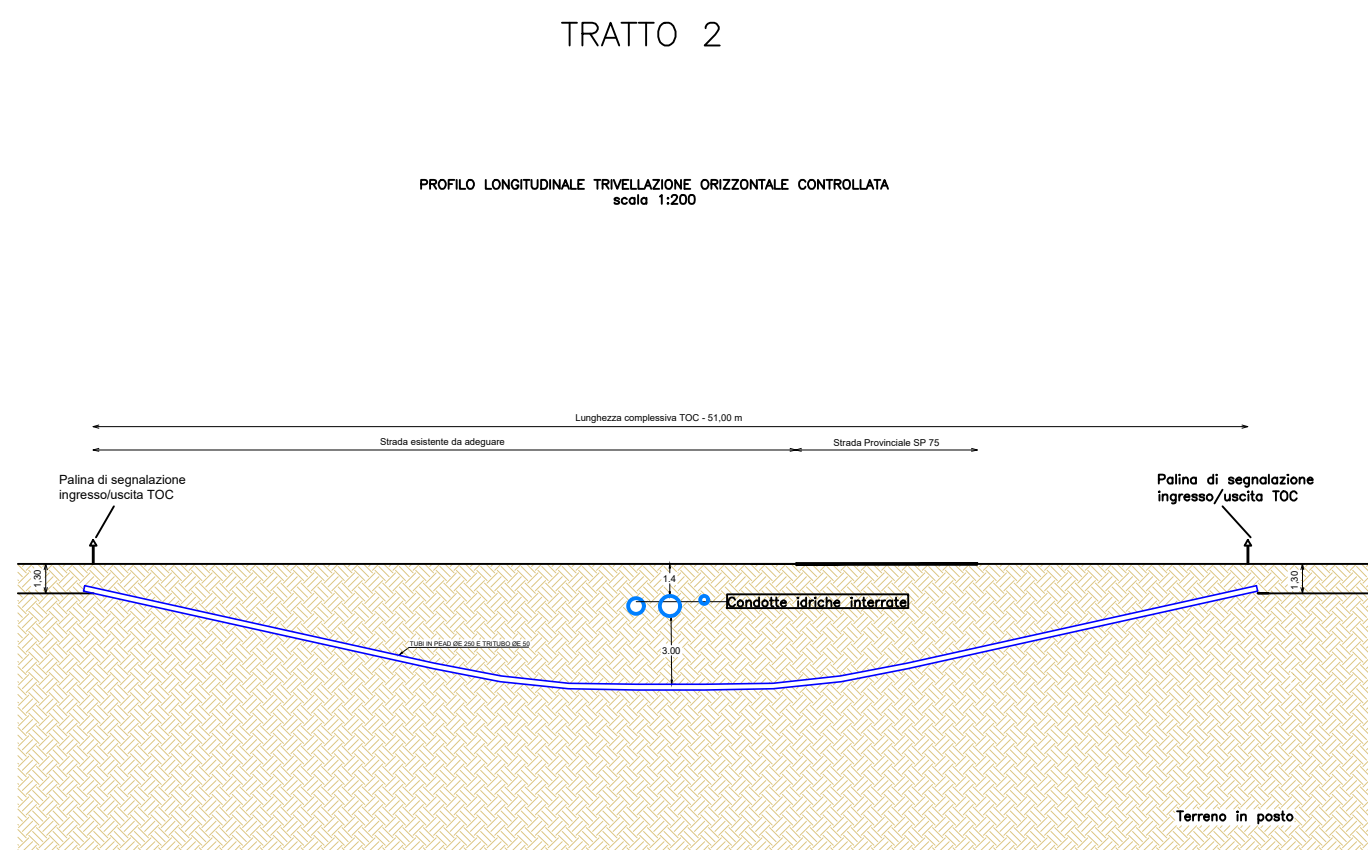 TRATTO 2
PROFILO LONGITUDINALE TRIVELLAZIONE ORIZZONTALE CONTROLLATA
scala 1:200
Lunghezza complessiva TOC - 51,00 m
Strada esistente da adeguare
Strada Provinciale SP 75
Palina di segnalazione
ingresso/uscita TOC
Palina di segnalazione
ingresso/uscita TOC
1,30
1.4
1,30
Condotte idriche interrate
TUBI IN PEAD ØE 250 E TRITUBO ØE 50
3.00
Terreno in posto